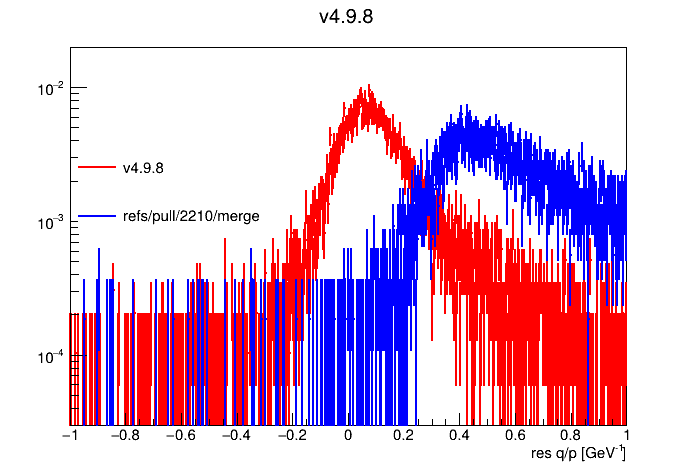 v4.9.8
10⁻²
v4.9.8
refs/pull/2210/merge
10⁻³
10⁻⁴
−1 −0.8 −0.6 −0.4 −0.2 0 0.2 0.4 0.6 0.8 1
res q/p [GeV⁻¹]